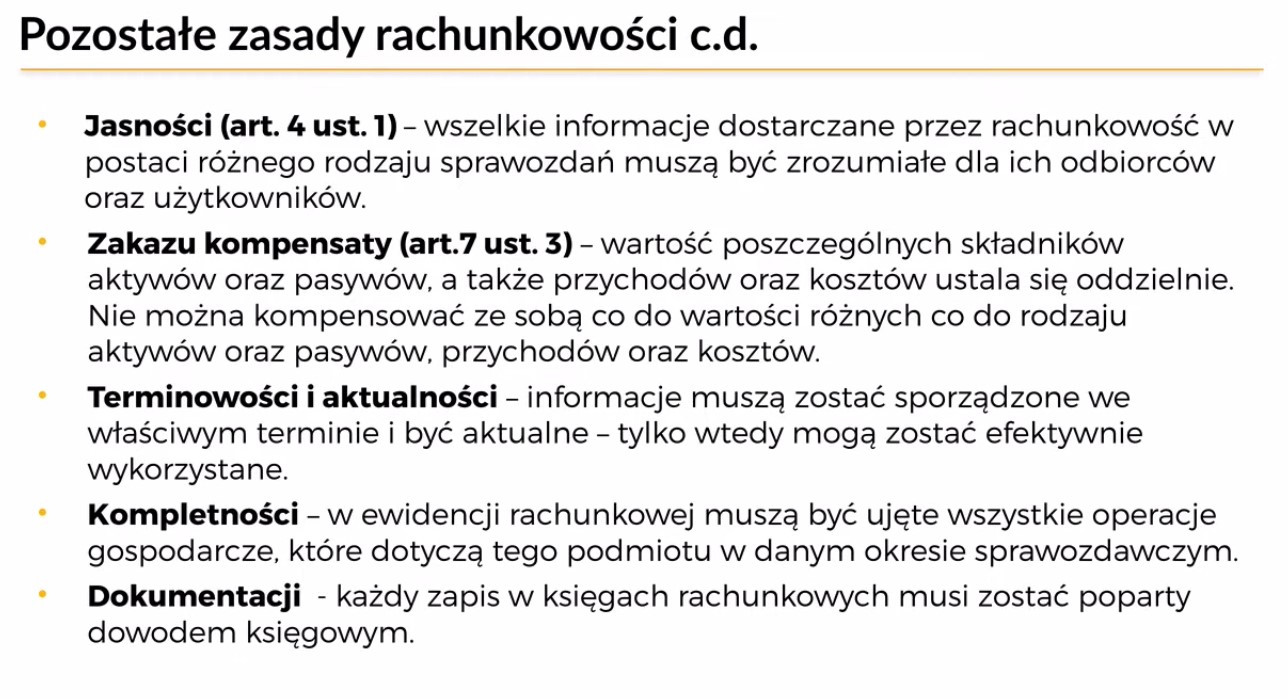 Pozostałe zasady rachunkowości c.d.
• Jasności (art. 4 ust. 1) – wszelkie informacje dostarczane przez rachunkowość w
postaci różnego rodzaju sprawozdań muszą być zrozumiałe dla ich odbiorców
oraz użytkowników.
• Zakazu kompensaty (art.7 ust. 3) – wartość poszczególnych składników
aktywów oraz pasywów, a także przychodów oraz kosztów ustala się oddzielnie.
Nie można kompensować ze sobą co do wartości różnych co do rodzaju
aktywów oraz pasywów, przychodów oraz kosztów.
• Terminowości i aktualności – informacje muszą zostać sporządzone we
właściwym terminie i być aktualne – tylko wtedy mogą zostać efektywnie
wykorzystane.
• Kompletności – w ewidencji rachunkowej muszą być ujęte wszystkie operacje
gospodarcze, które dotyczą tego podmiotu w danym okresie sprawozdawczym.
• Dokumentacji - każdy zapis w księgach rachunkowych musi zostać poparty
dowodem księgowym.